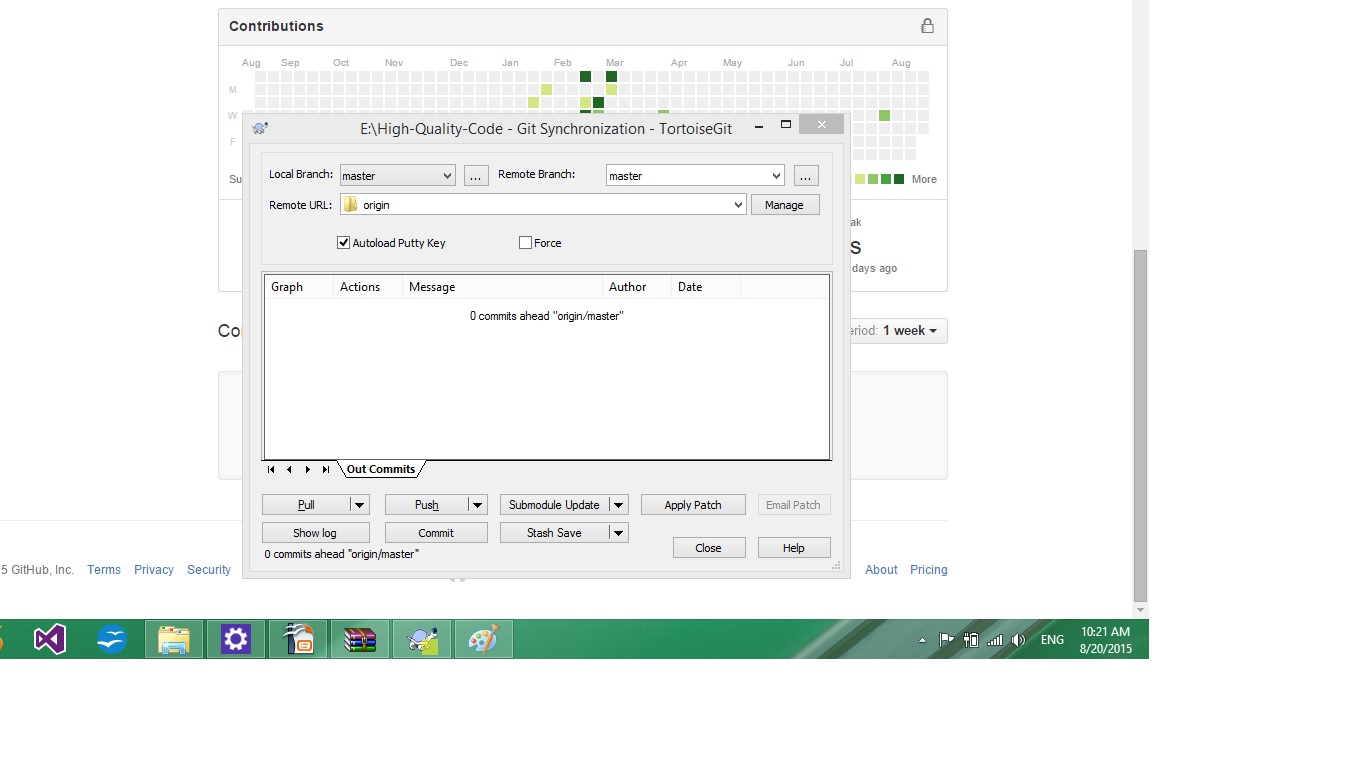 Contributions
Aug Sep Oct Nov Dec Jan Feb Mar Apr May Jun Jul Aug
M
W
F
E:\High-Quality-Code - Git Synchronization - TortoiseGit
Local Branch: master ... Remote Branch: master ...
Remote URL: origin Manage
Autoload Putty Key Force
Su
More
ak
s
days ago
Graph Actions Message Author Date
0 commits ahead "origin/master"
Co
eriod: 1 week
Out Commits
Pull Push Submodule Update Apply Patch Email Patch
Show log Commit Stash Save
Close Help
0 commits ahead "origin/master"
5 GitHub, Inc. Terms Privacy Security About Pricing
ENG
10:21 AM
8/20/2015